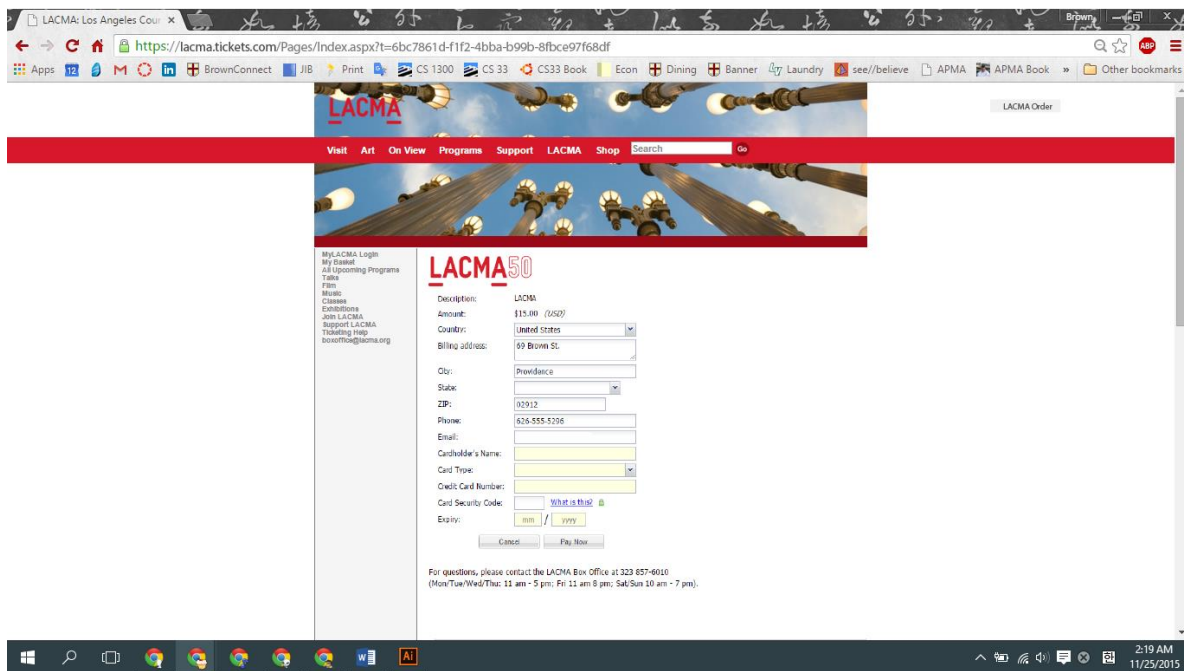 LACMA: Los Angeles Cour
Brown
https://lacma.tickets.com/Pages/Index.aspx?t=6bc7861d-f1f2-4bba-b99b-8fbce97f68df
ABP
Apps 12 BrownConnect JIB Print CS 1300 CS 33 CS33 Book Econ Dining Banner Laundry see//believe APMA APMA Book » Other bookmarks
LACMA
LACMA Order
Visit Art On View Programs Support LACMA Shop Search Go
MyLACMA Login
My Basket
All Upcoming Programs
Talks
Film
Music
Classes
Exhibitions
Join LACMA
Support LACMA
Ticketing Help
boxoffice@lacma.org
LACMA50
Description: LACMA
Amount: $15.00 (USD)
Country: United States
Billing address: 69 Brown St.
City: Providence
State:
ZIP: 02912
Phone: 626-555-5296
Email:
Cardholder's Name:
Card Type:
Credit Card Number:
Card Security Code: What is this?
Expiry: mm / yyyy
Cancel Pay Now
For questions, please contact the LACMA Box Office at 323 857-6010
(Mon/Tue/Wed/Thu: 11 am - 5 pm; Fri 11 am 8 pm; Sat/Sun 10 am - 7 pm).
Ai
2:19 AM
11/25/2015